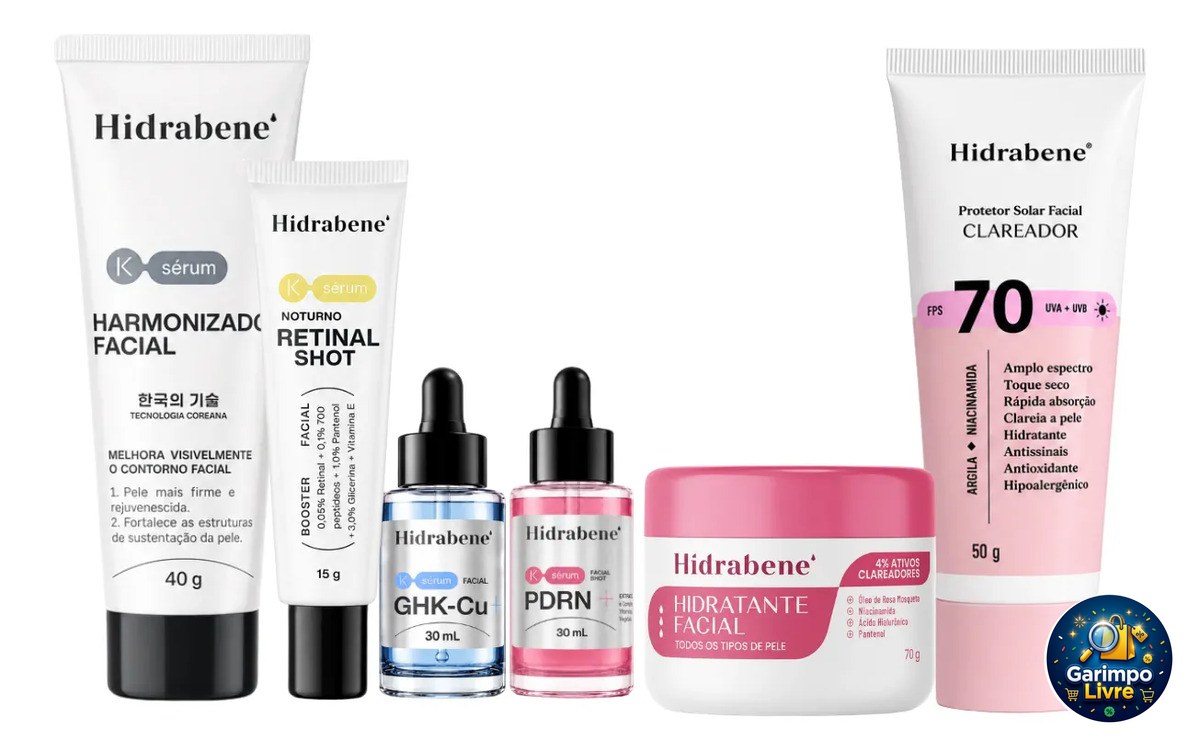 Hidrabene
K sérum
HARMONIZADO
FACIAL
한국의 기술
TECNOLOGIA COREANA
MELHORA VISIVELMENTE
O CONTORNO FACIAL
1. Pele mais firme e
rejuvenescida.
2. Fortalece as estruturas
de sustentação da pele.
40 g
Hidrabene
K sérum
NOTURNO
RETINAL
SHOT
BOOSTER FACIAL
0,05% Retinal + 0,1% 700
peptídeos + 1,0% Pantenol
+ 3,0% Glicerina + Vitamina E
15 g
Hidrabene
K sérum FACIAL
GHK-Cu+
30 mL
Hidrabene
K sérum FACIAL
SHOT
PDRN +
30 mL
Hidrabene
4% ATIVOS
CLAREADORES
HIDRATANTE
FACIAL
TODOS OS TIPOS DE PELE
Óleo de Rosa Mosqueta
Niacinamida
Ácido Hialurônico
Pantenol
70 g
Hidrabene®
Protetor Solar Facial
CLAREADOR
FPS 70 UVA + UVB
ARGILA ◆ NIACINAMIDA
Amplo espectro
Toque seco
Rápida absorção
Clareia a pele
Hidratante
Antissinais
Antioxidante
Hipoalergênico
50 g
Garimpo
Livre